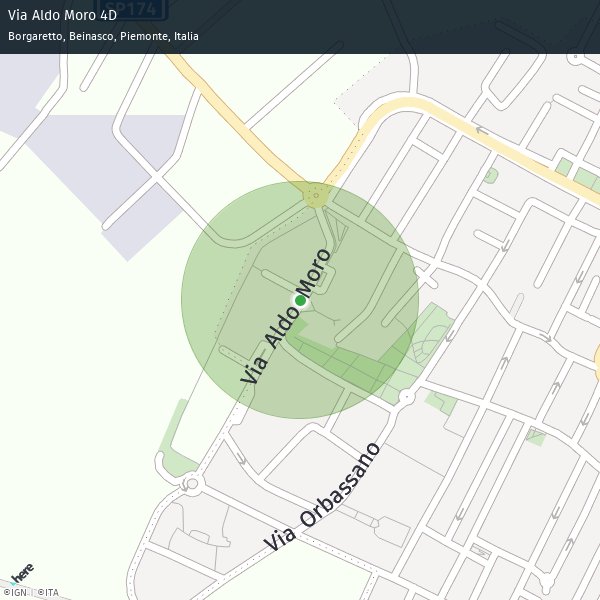 Via Aldo Moro 4D
Borgaretto, Beinasco, Piemonte, Italia
SP174
Via Aldo Moro
Via Orbassano
here
©IGN I ©ITA